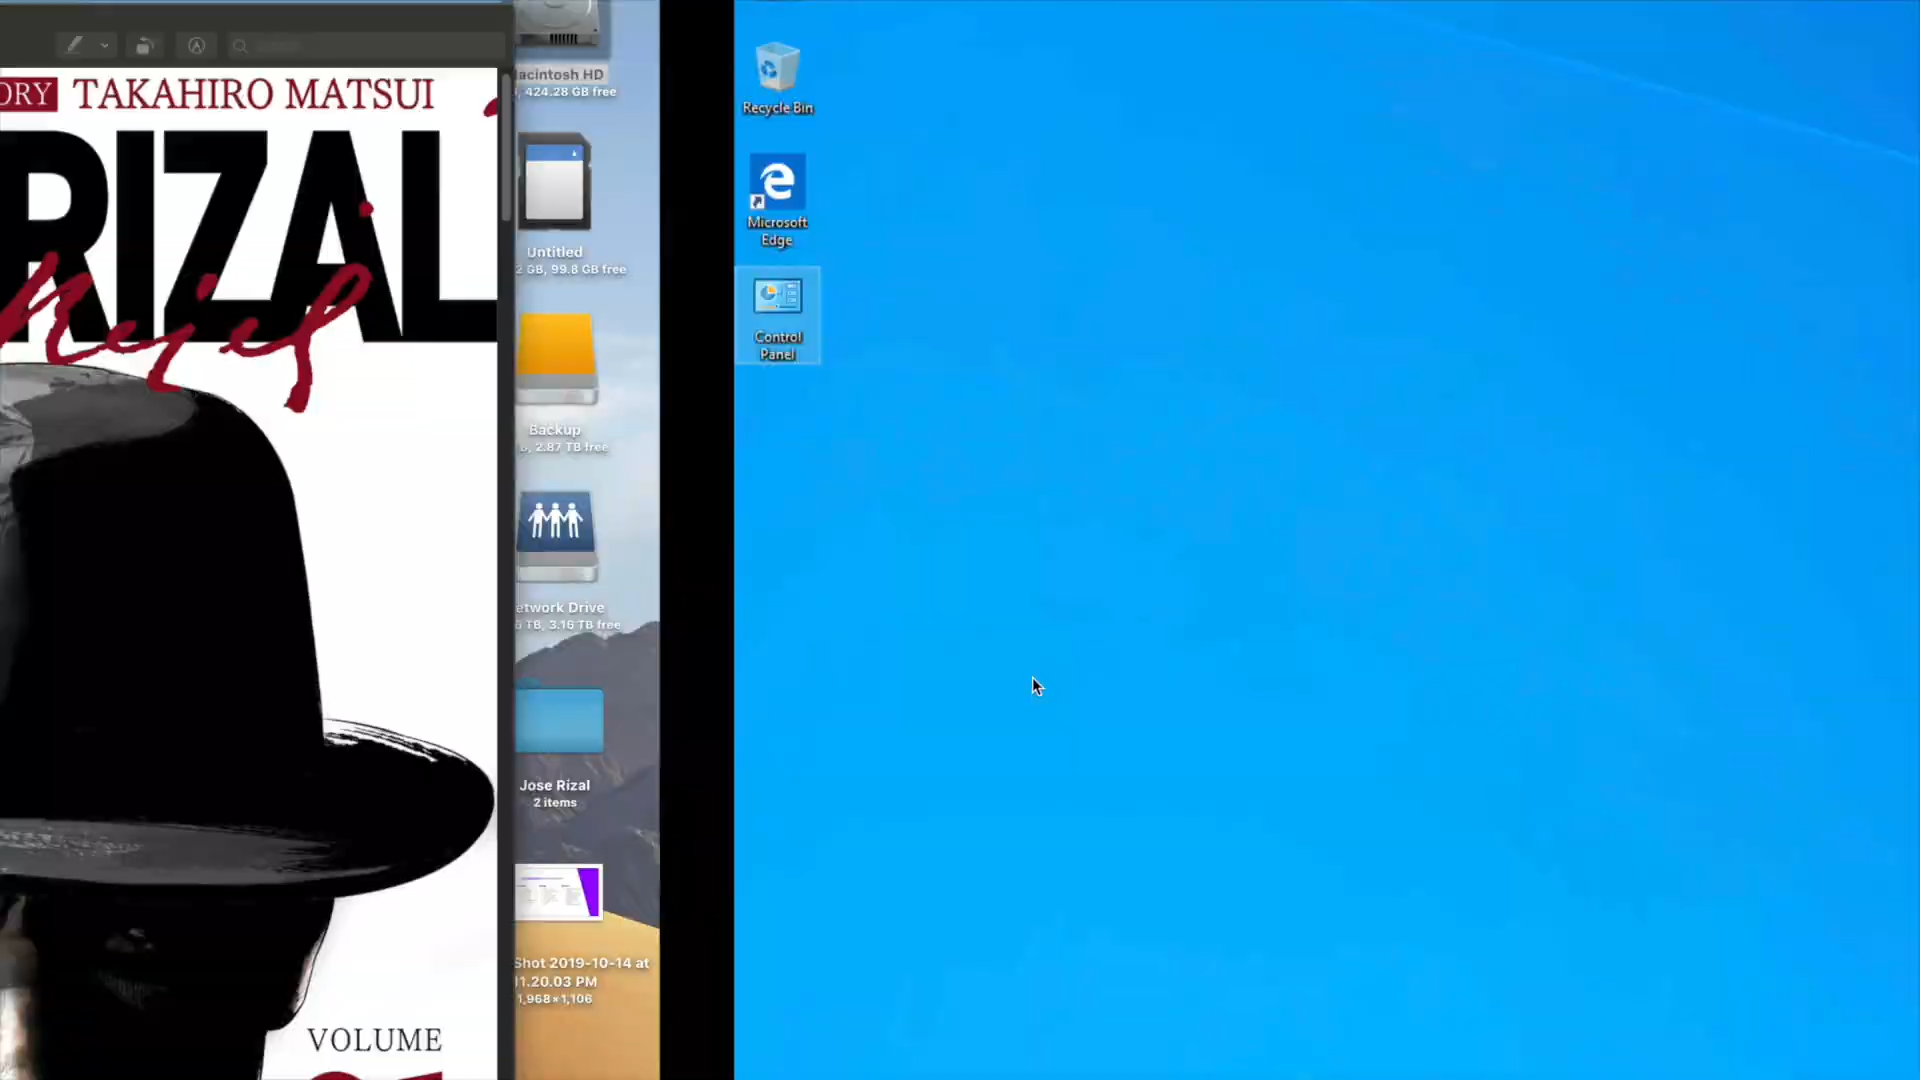 ORY TAKAHIRO MATSUI
RIZAL
VOLUME
acintosh HD
, 424.28 GB free
Untitled
2 GB, 99.8 GB free
Backup
, 2.87 TB free
etwork Drive
TB, 3.16 TB free
Jose Rizal
2 items
Shot 2019-10-14 at
11.20.03 PM
1,968×1,106
Recycle Bin
Microsoft
Edge
Control
Panel